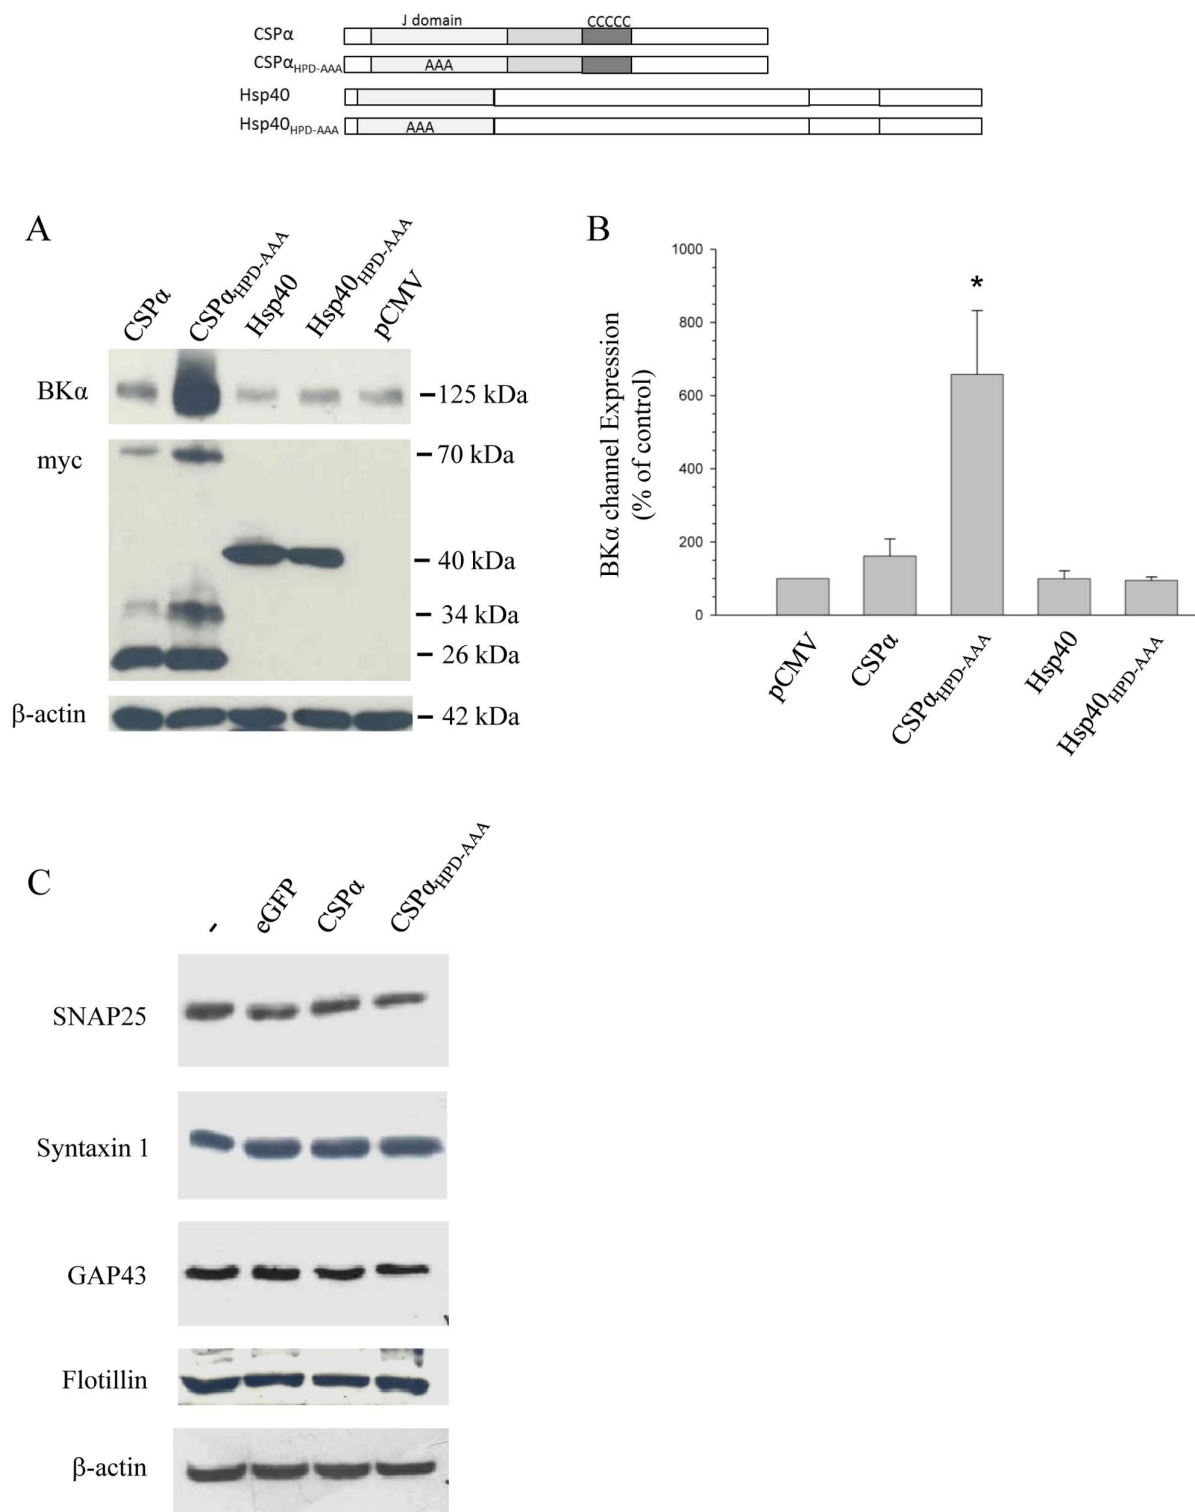 J domain CCCCC
CSPα
CSPαHPD-AAA AAA
Hsp40
Hsp40HPD-AAA AAA
A
CSPα CSPαHPD-AAA Hsp40 Hsp40HPD-AAA pCMV
BKα 125 kDa
myc 70 kDa
40 kDa
34 kDa
26 kDa
β-actin 42 kDa
B
BKα channel Expression
(% of control)
1000
800
600
400
200
0
*
pCMV CSPα CSPαHPD-AAA Hsp40 Hsp40HPD-AAA
C
- eGFP CSPα CSPαHPD-AAA
SNAP25
Syntaxin 1
GAP43
Flotillin
β-actin